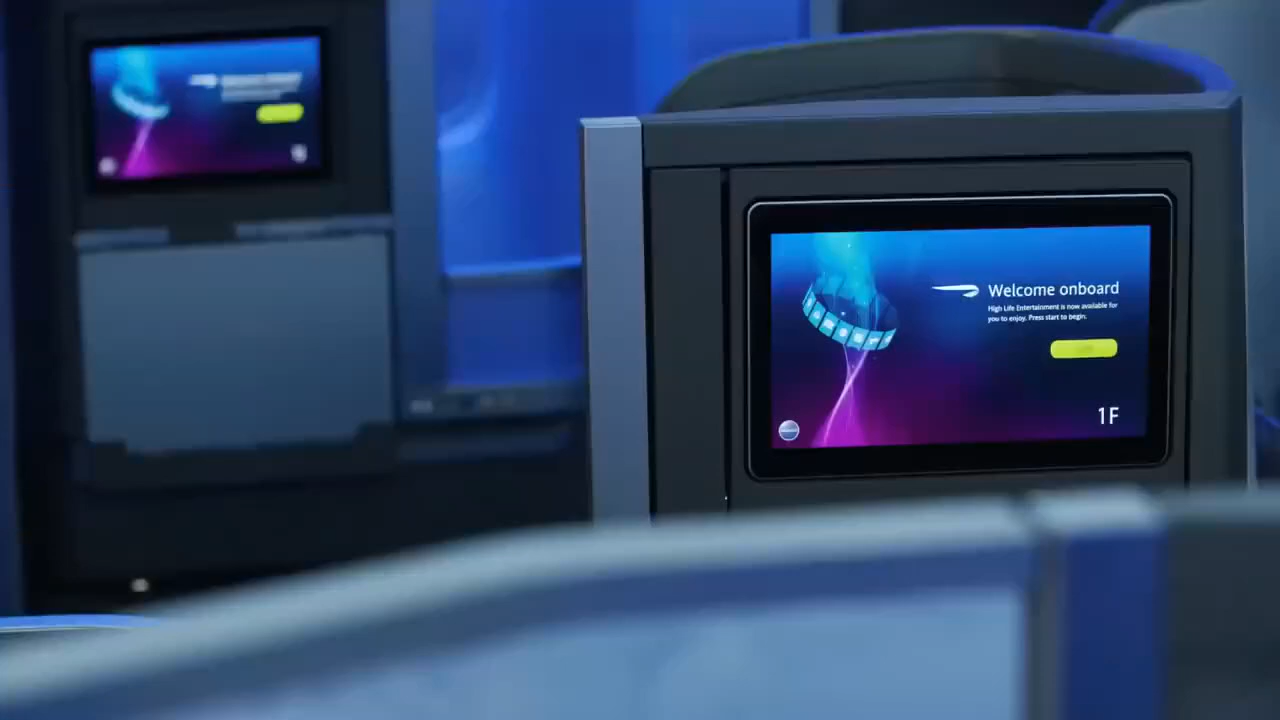 Welcome onboard
High Life Entertainment is now available for
you to enjoy. Press start to begin.
1F